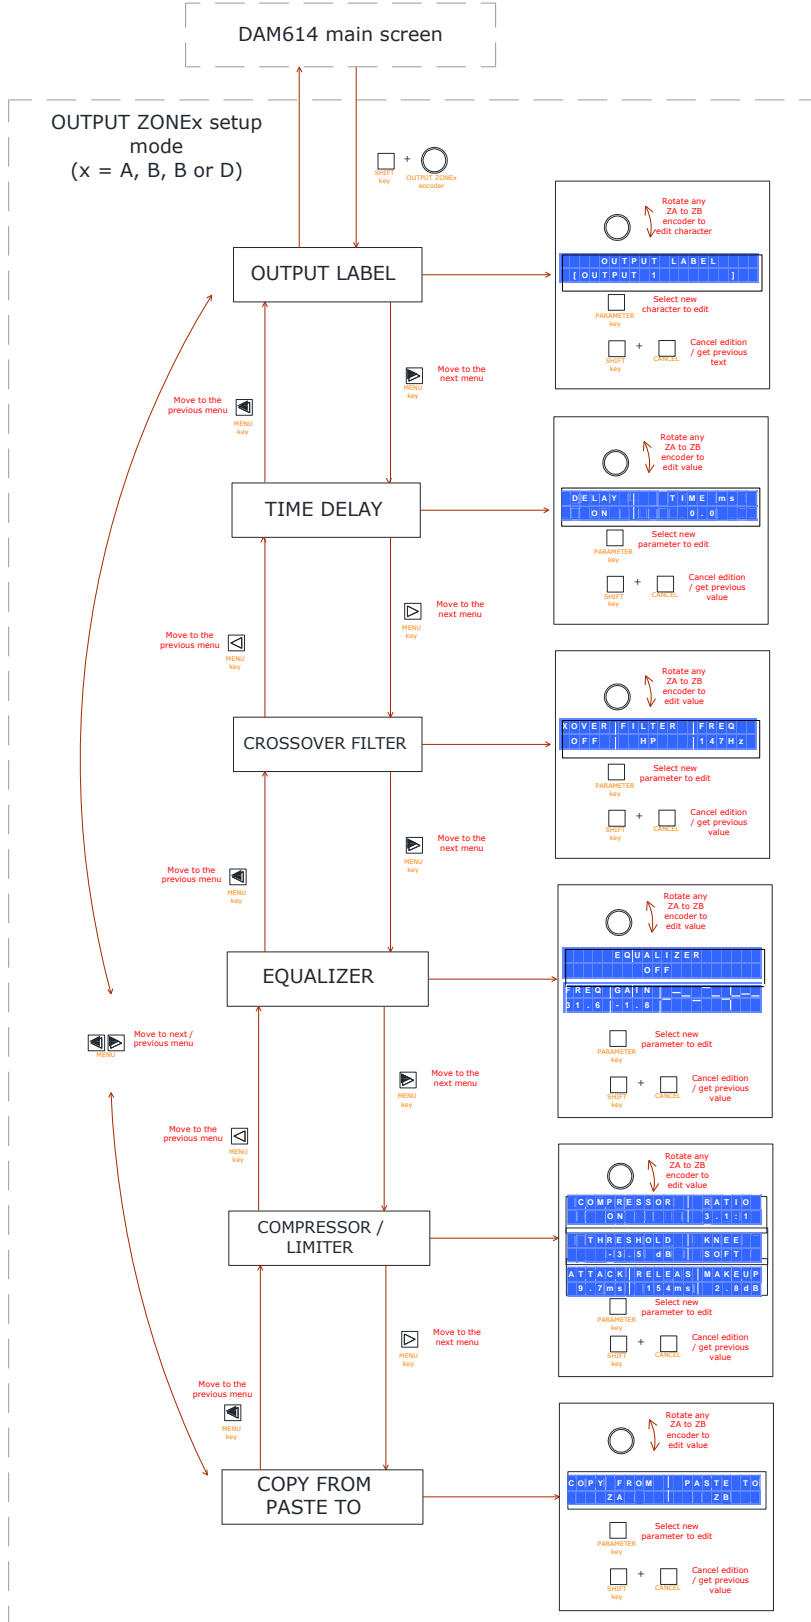 DAM614 main screen
OUTPUT ZONEx setup
mode
(x = A, B, B or D)
+
SHIFT
key
OUTPUT ZONEx
encoder
OUTPUT LABEL
Rotate any
ZA to ZB
encoder to
edit character
OUTPUT LABEL
[OUTPUT 1 ]
PARAMETER
key
Select new
character to edit
+
SHIFT
key
CANCEL
Cancel edition
/ get previous
text
Move to the
previous menu
MENU
key
Move to the
next menu
MENU
key
TIME DELAY
Rotate any
ZA to ZB
encoder to
edit value
DELAY | TIME ms
ON | 0.0
PARAMETER
key
Select new
parameter to edit
+
SHIFT
key
CANCEL
Cancel edition
/ get previous
value
Move to the
previous menu
MENU
key
Move to the
next menu
MENU
key
CROSSOVER FILTER
Rotate any
ZA to ZB
encoder to
edit value
XOVER|FILTER|FREQ
OFF | HP |147Hz
PARAMETER
key
Select new
parameter to edit
+
SHIFT
key
CANCEL
Cancel edition
/ get previous
value
Move to the
previous menu
MENU
key
Move to the
next menu
MENU
key
EQUALIZER
Rotate any
ZA to ZB
encoder to
edit value
EQUALIZER
OFF
FREQ|GAIN
31.6|-1.8
PARAMETER
key
Select new
parameter to edit
+
SHIFT
key
CANCEL
Cancel edition
/ get previous
value
Move to next /
previous menu
MENU
Move to the
previous menu
MENU
key
Move to the
next menu
MENU
key
COMPRESSOR /
LIMITER
Rotate any
ZA to ZB
encoder to
edit value
COMPRESSOR | RATIO
ON | 3.1:1
THRESHOLD | KNEE
-3.5 dB | SOFT
ATTACK|RELEAS|MAKEUP
9.7ms| 154ms| 2.8dB
PARAMETER
key
Select new
parameter to edit
+
SHIFT
key
CANCEL
Cancel edition
/ get previous
value
Move to the
previous menu
MENU
key
Move to the
next menu
MENU
key
COPY FROM
PASTE TO
Rotate any
ZA to ZB
encoder to
edit value
COPY FROM | PASTE TO
ZA | ZB
PARAMETER
key
Select new
parameter to edit
+
SHIFT
key
CANCEL
Cancel edition
/ get previous
value